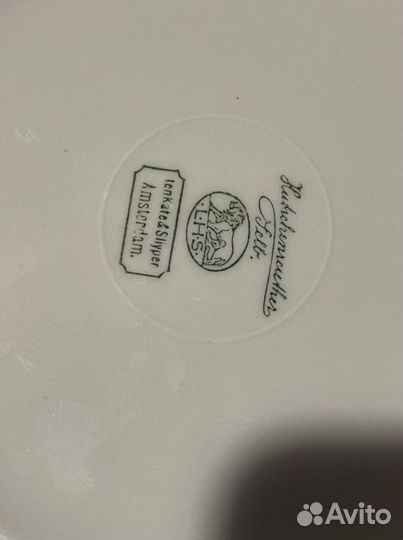 Hutschenreuther
Selb.
L.H.S.
tenKate&Slijper
Amsterdam.
Avito